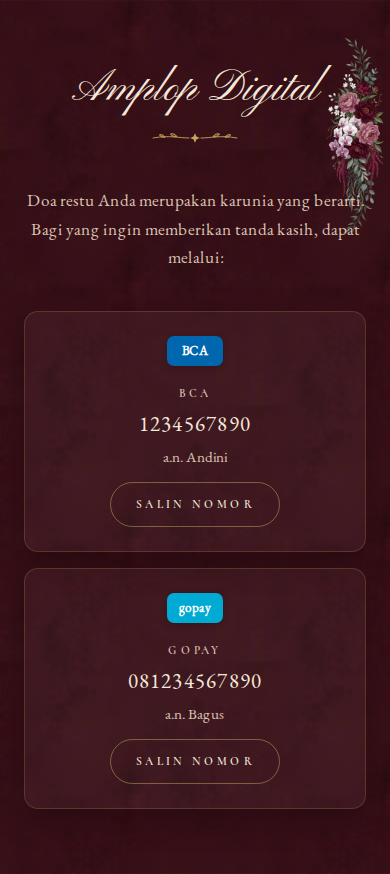 Amplop Digital
Doa restu Anda merupakan karunia yang berarti.
Bagi yang ingin memberikan tanda kasih, dapat
melalui:
BCA
BCA
1234567890
a.n. Andini
SALIN NOMOR
gopay
GOPAY
081234567890
a.n. Bagus
SALIN NOMOR